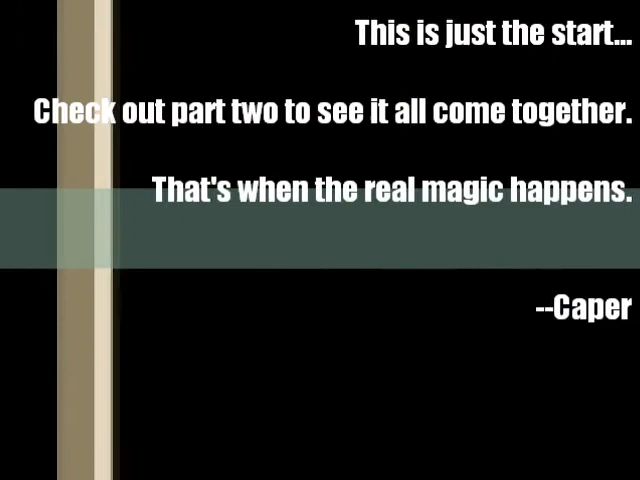 This is just the start...
Check out part two to see it all come together.
That's when the real magic happens.
--Caper